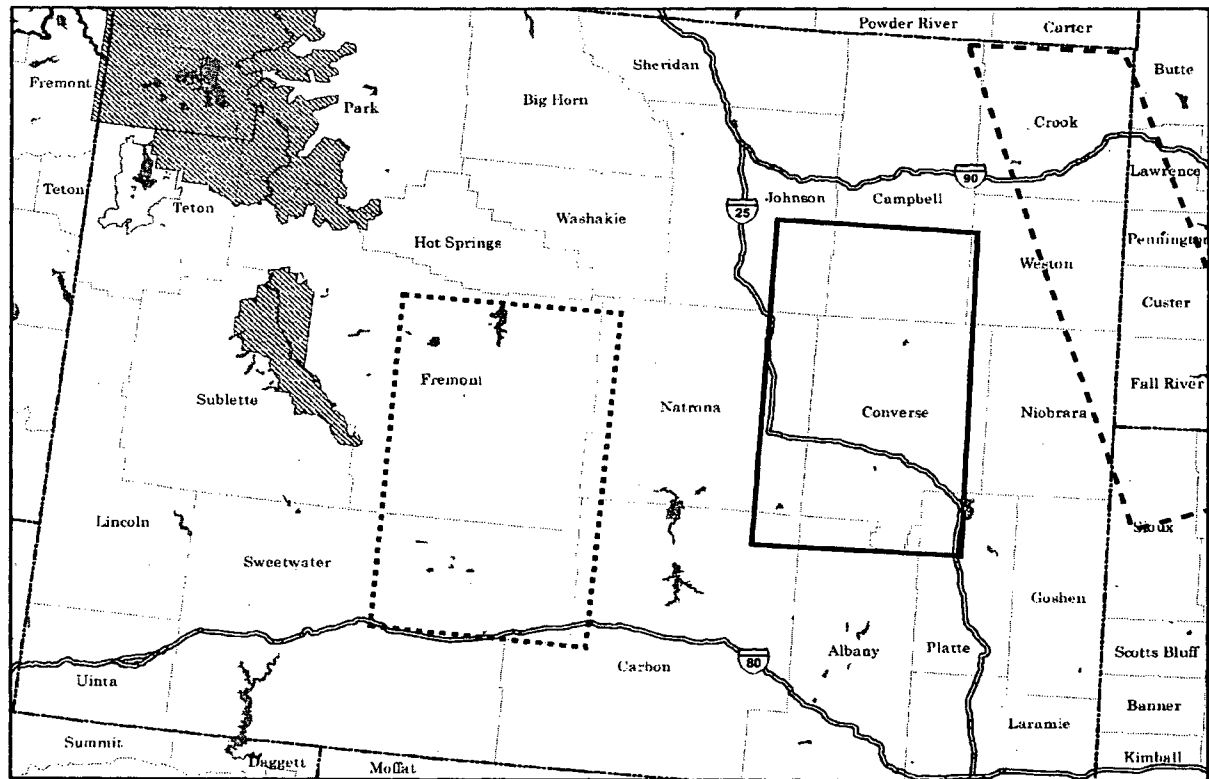 Powder River
Carter
Sheridan
Butte
Fremont
Park
Big Horn
Crook
90
Lawrence
Teton
Teton
Johnson
Campbell
25
Washakie
Hot Springs
Pennington
Weston
Custer
Fremont
Fall River
Sublette
Natrona
Converse
Niobrara
Lincoln
Sioux
Sweetwater
Goshen
Albany
Platte
Scotts Bluff
80
Carbon
Uinta
Banner
Laramie
Summit
Daggett
Moffat
Kimball